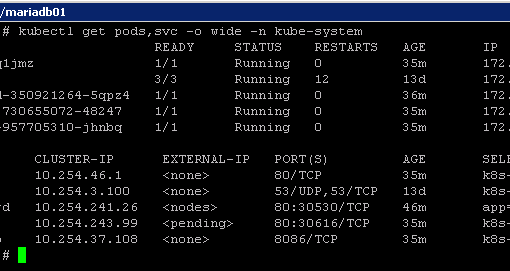 /mariadb01
# kubectl get pods,svc -o wide -n kube-system
READY STATUS RESTARTS AGE IP
q1jmz 1/1 Running 0 35m 172.
3/3 Running 12 13d 172.
-350921264-5qpz4 1/1 Running 0 36m 172.
730655072-48247 1/1 Running 0 35m 172.
-957705310-jhnbq 1/1 Running 0 35m 172.
CLUSTER-IP EXTERNAL-IP PORT(S) AGE SELE
10.254.46.1 <none> 80/TCP 35m k8s-
10.254.3.100 <none> 53/UDP,53/TCP 13d k8s-
rd 10.254.241.26 <nodes> 80:30530/TCP 46m app=
10.254.243.99 <pending> 80:30616/TCP 35m k8s-
10.254.37.108 <none> 8086/TCP 35m k8s-
#